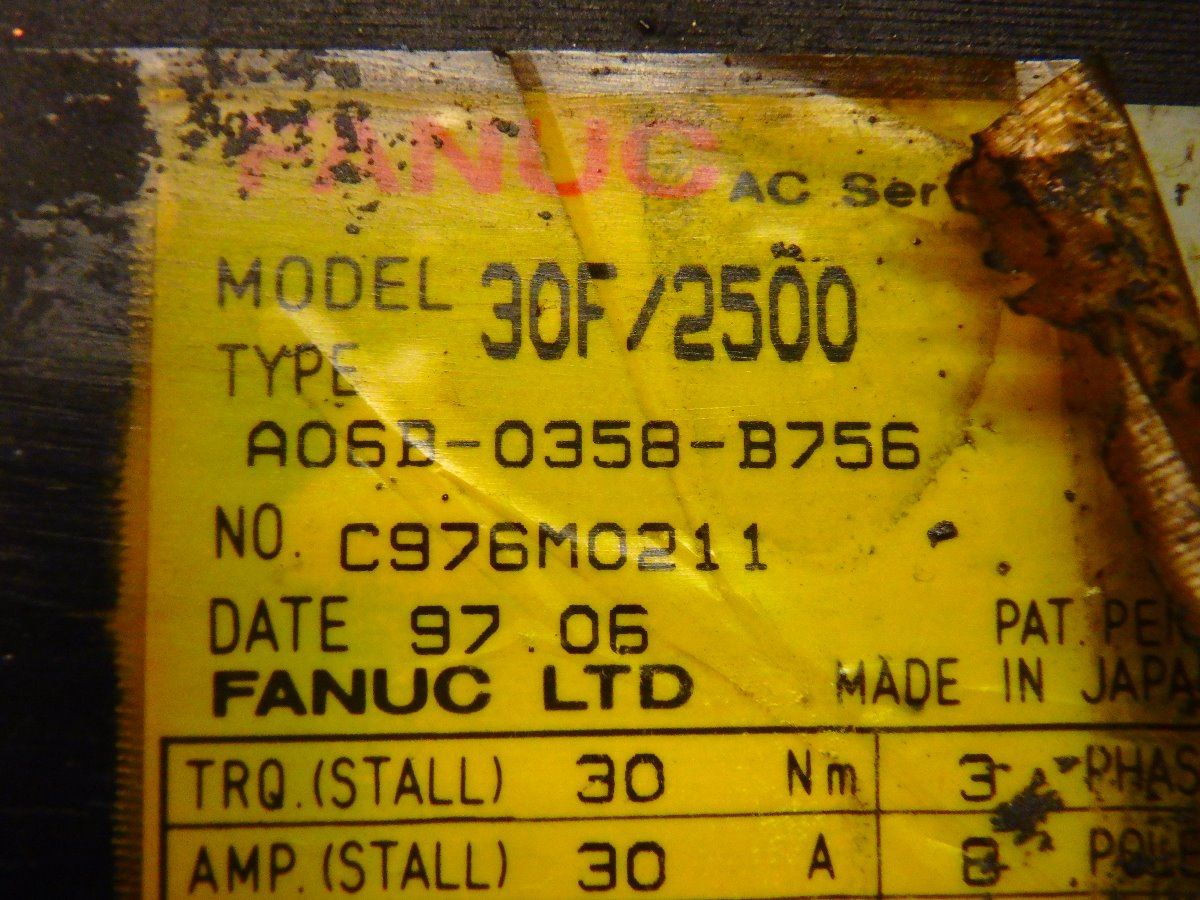 FANUC AC Ser
MODEL 30F/2500
TYPE
A06B-0358-B756
NO. C976M0211
DATE 97.06
PAT. PEN
FANUC LTD MADE IN JAPA
TRQ.(STALL) 30 Nm 3 PHAS
AMP.(STALL) 30 A 8 POLE